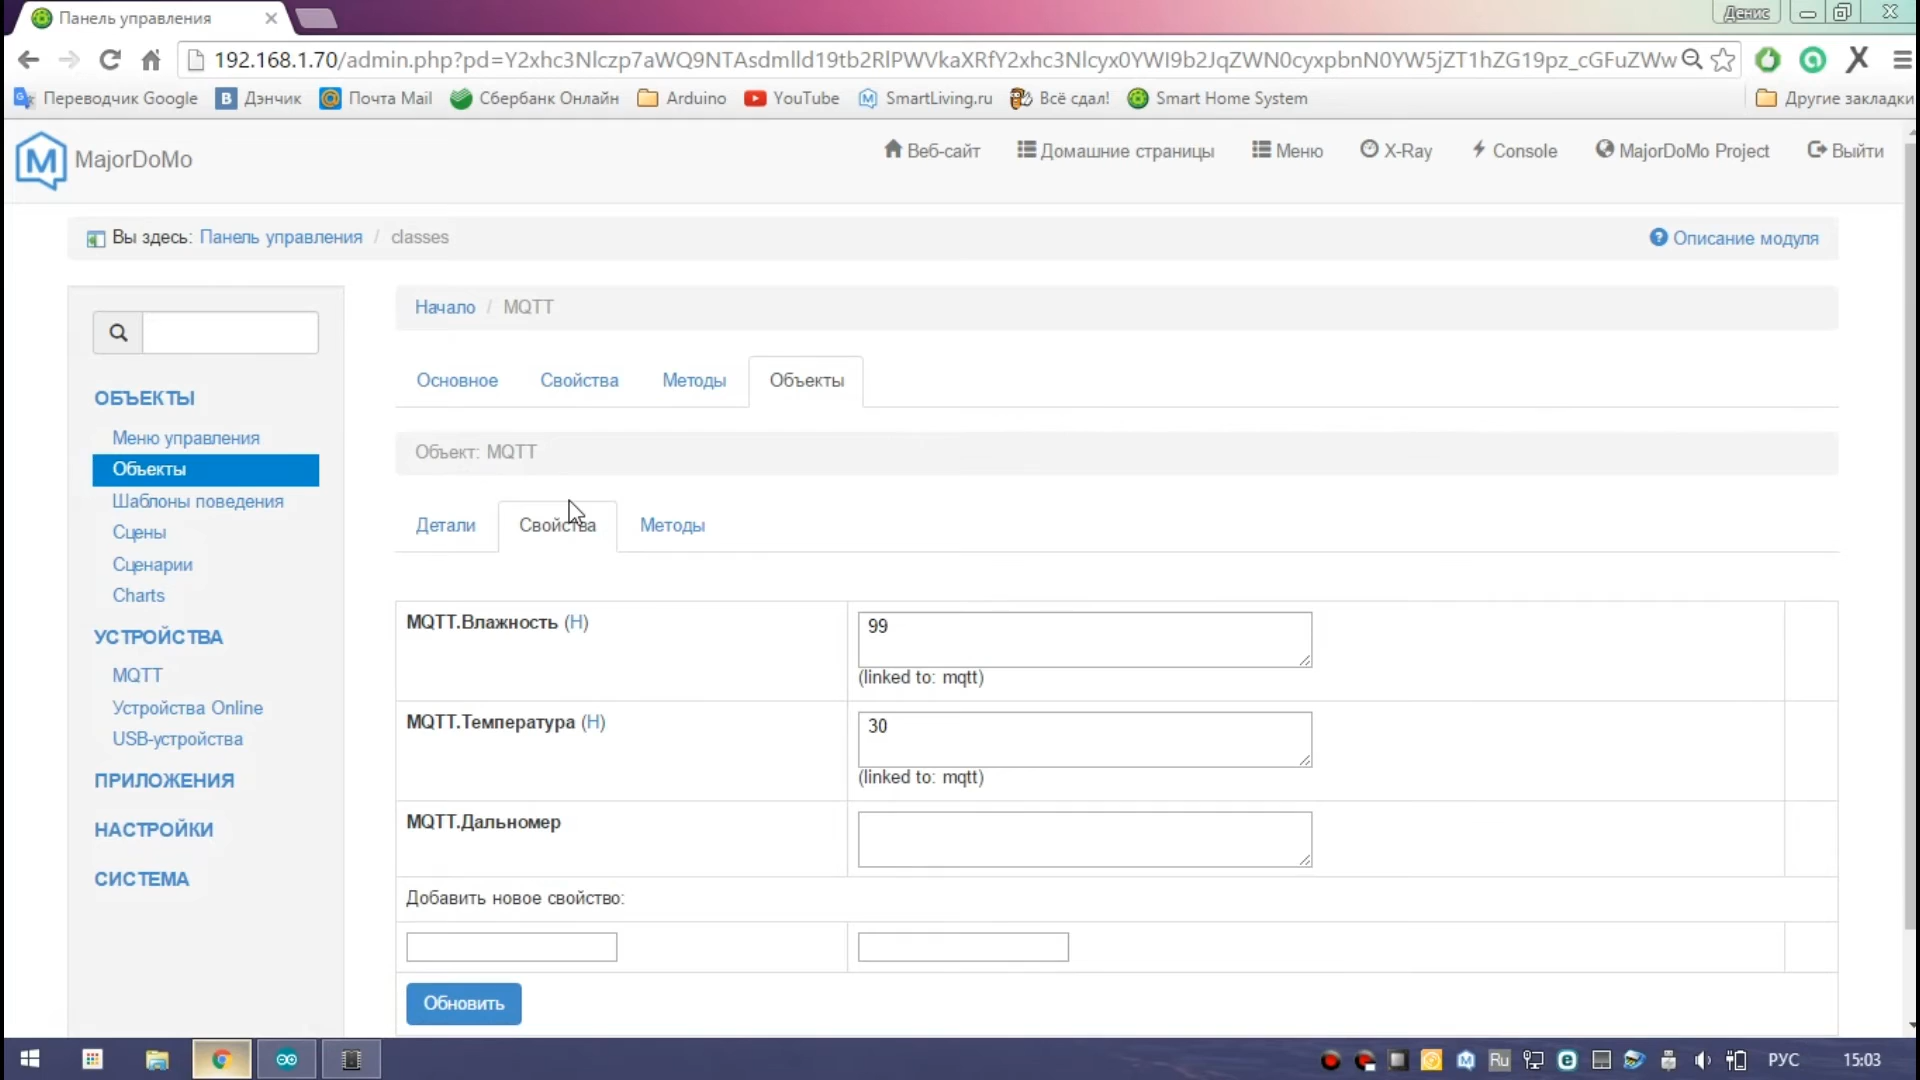 Панель управления
Денис
192.168.1.70/admin.php?pd=Y2xhc3Nlczp7aWQ9NTAsdmlld19tb2RlPWVkaXRfY2xhc3Nlcyx0YWI9b2JqZWN0cyxpbnN0YW5jZT1hZG19pz_cGFuZWw
Переводчик Google
Дэнчик
Почта Mail
Сбербанк Онлайн
Arduino
YouTube
SmartLiving.ru
Всё сдал!
Smart Home System
Другие закладки
MajorDoMo
Веб-сайт
Домашние страницы
Меню
X-Ray
Console
MajorDoMo Project
Выйти
Вы здесь: Панель управления / classes
Описание модуля
Начало / MQTT
Основное
Свойства
Методы
Объекты
ОБЪЕКТЫ
Меню управления
Объекты
Шаблоны поведения
Сцены
Сценарии
Charts
УСТРОЙСТВА
MQTT
Устройства Online
USB-устройства
ПРИЛОЖЕНИЯ
НАСТРОЙКИ
СИСТЕМА
Объект: MQTT
Детали
Свойства
Методы
MQTT.Влажность (H)
99
(linked to: mqtt)
MQTT.Температура (H)
30
(linked to: mqtt)
MQTT.Дальномер
Добавить новое свойство:
Обновить
Ru
РУС
15:03